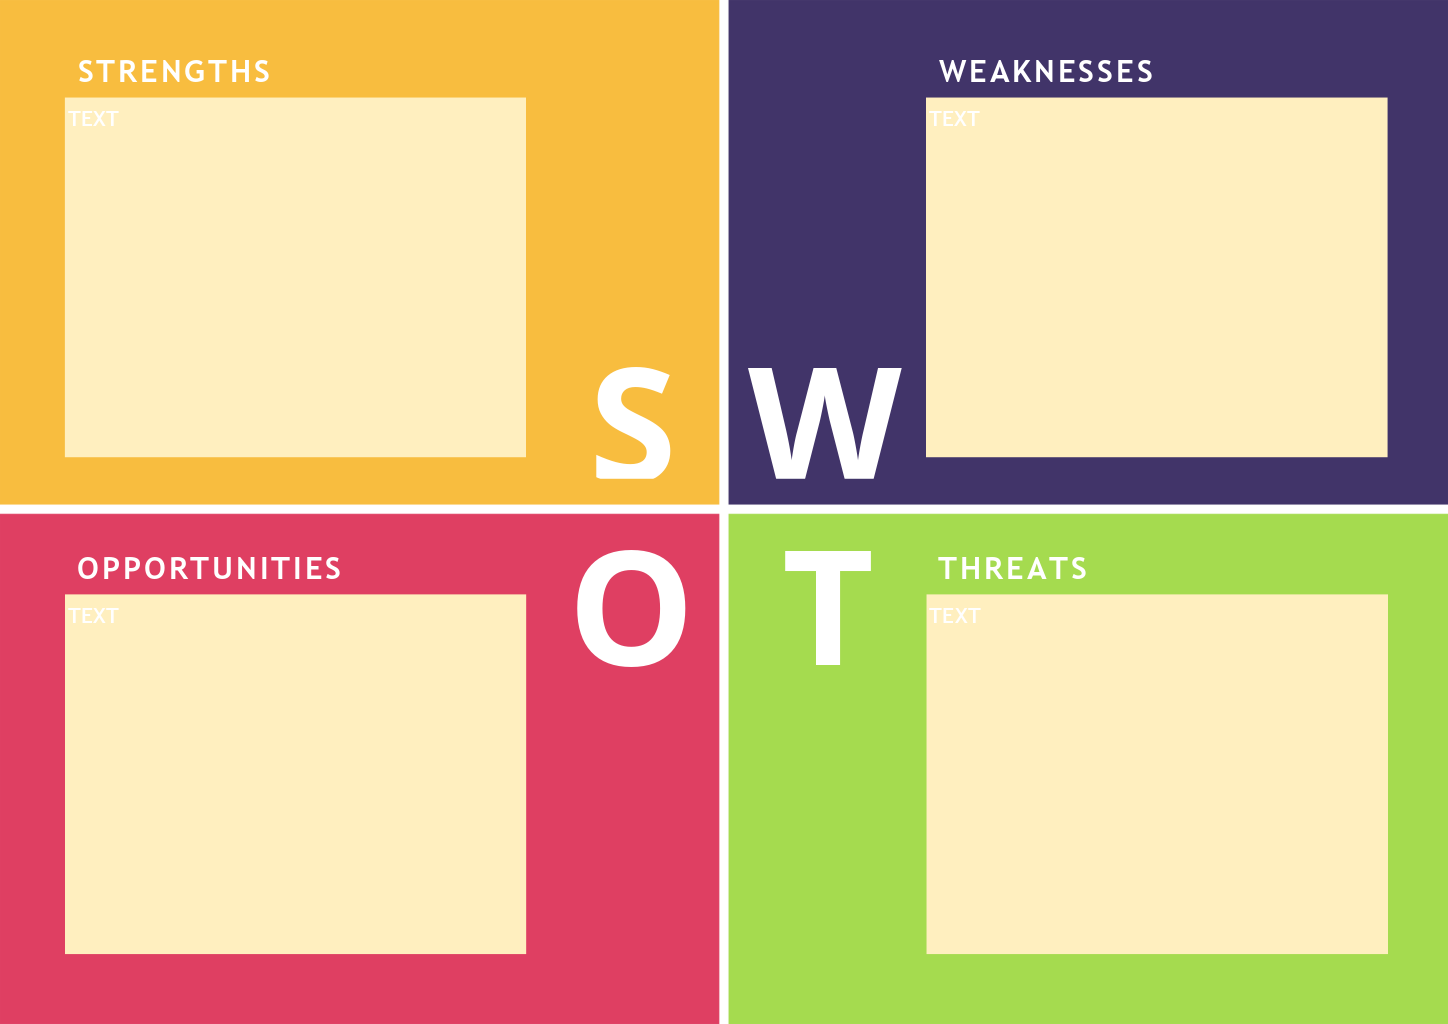 STRENGTHS
TEXT
S
WEAKNESSES
TEXT
W
OPPORTUNITIES
TEXT
O
T
THREATS
TEXT